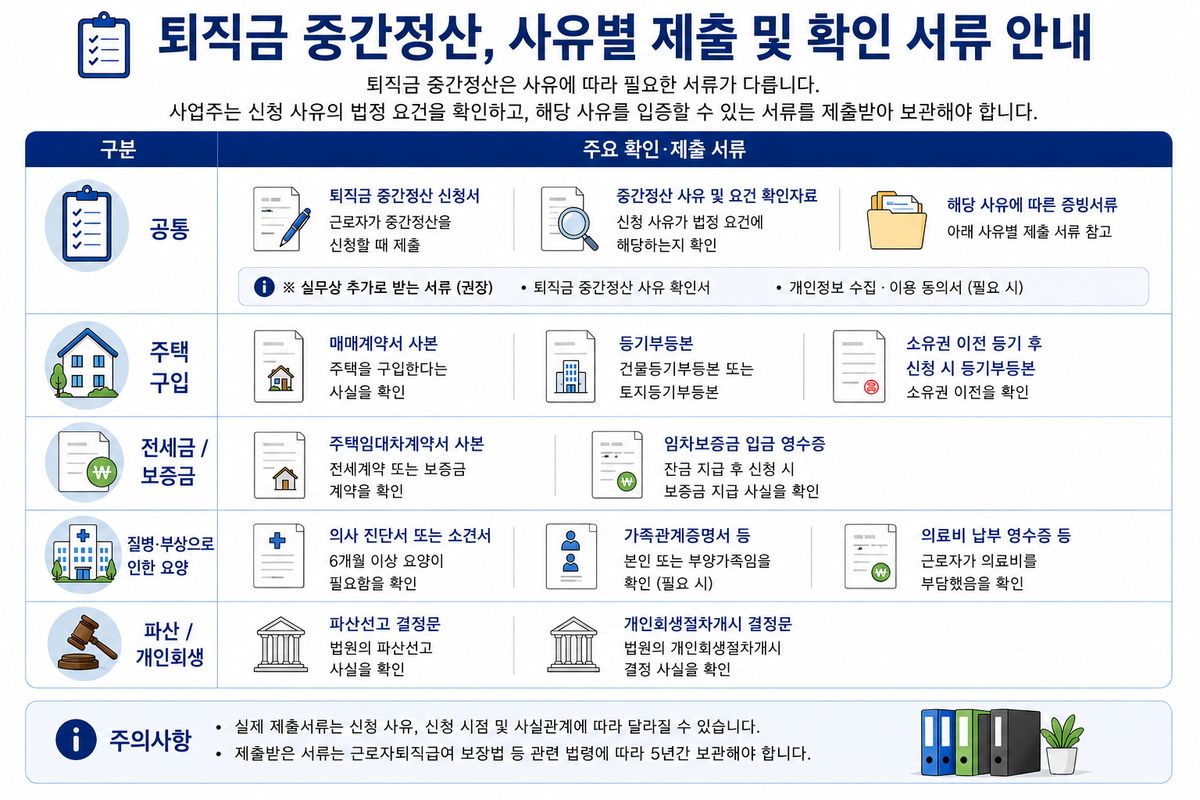 퇴직금 중간정산, 사유별 제출 및 확인 서류 안내
퇴직금 중간정산은 사유에 따라 필요한 서류가 다릅니다.
사업주는 신청 사유의 법정 요건을 확인하고, 해당 사유를 입증할 수 있는 서류를 제출받아 보관해야 합니다.
구분
주요 확인·제출 서류
공통
퇴직금 중간정산 신청서
근로자가 중간정산을
신청할 때 제출
중간정산 사유 및 요건 확인자료
신청 사유가 법정 요건에
해당하는지 확인
해당 사유에 따른 증빙서류
아래 사유별 제출 서류 참고
※ 실무상 추가로 받는 서류 (권장)
• 퇴직금 중간정산 사유 확인서
• 개인정보 수집·이용 동의서 (필요 시)
주택
구입
매매계약서 사본
주택을 구입한다는
사실을 확인
등기부등본
건물등기부등본 또는
토지등기부등본
소유권 이전 등기 후
신청 시 등기부등본
소유권 이전을 확인
전세금 /
보증금
₩
주택임대차계약서 사본
전세계약 또는 보증금
계약을 확인
₩
임차보증금 입금 영수증
잔금 지급 후 신청 시
보증금 지급 사실을 확인
질병·부상으로
인한 요양
의사 진단서 또는 소견서
6개월 이상 요양이
필요함을 확인
가족관계증명서 등
본인 또는 부양가족임을
확인 (필요 시)
₩
의료비 납부 영수증 등
근로자가 의료비를
부담했음을 확인
파산 /
개인회생
파산선고 결정문
법원의 파산선고
사실을 확인
개인회생절차개시 결정문
법원의 개인회생절차개시
결정 사실을 확인
주의사항
• 실제 제출서류는 신청 사유, 신청 시점 및 사실관계에 따라 달라질 수 있습니다.
• 제출받은 서류는 근로자퇴직급여 보장법 등 관련 법령에 따라 5년간 보관해야 합니다.